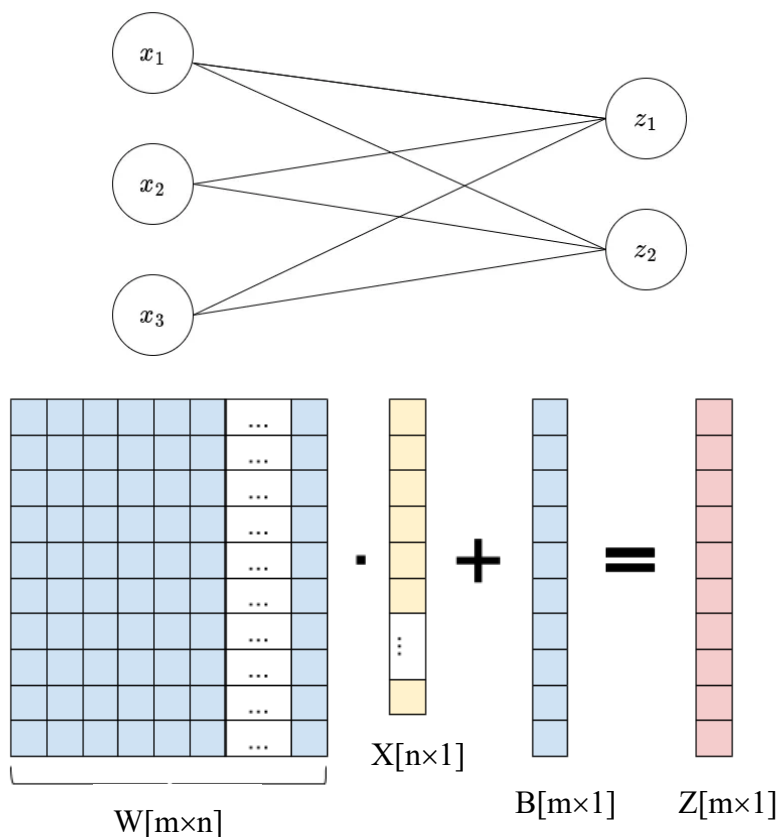 x₁
z₁
x₂
z₂
x₃
...
...
...
...
...
...
...
...
...
...
· + =
⋮
X[n×1]
B[m×1] Z[m×1]
W[m×n]